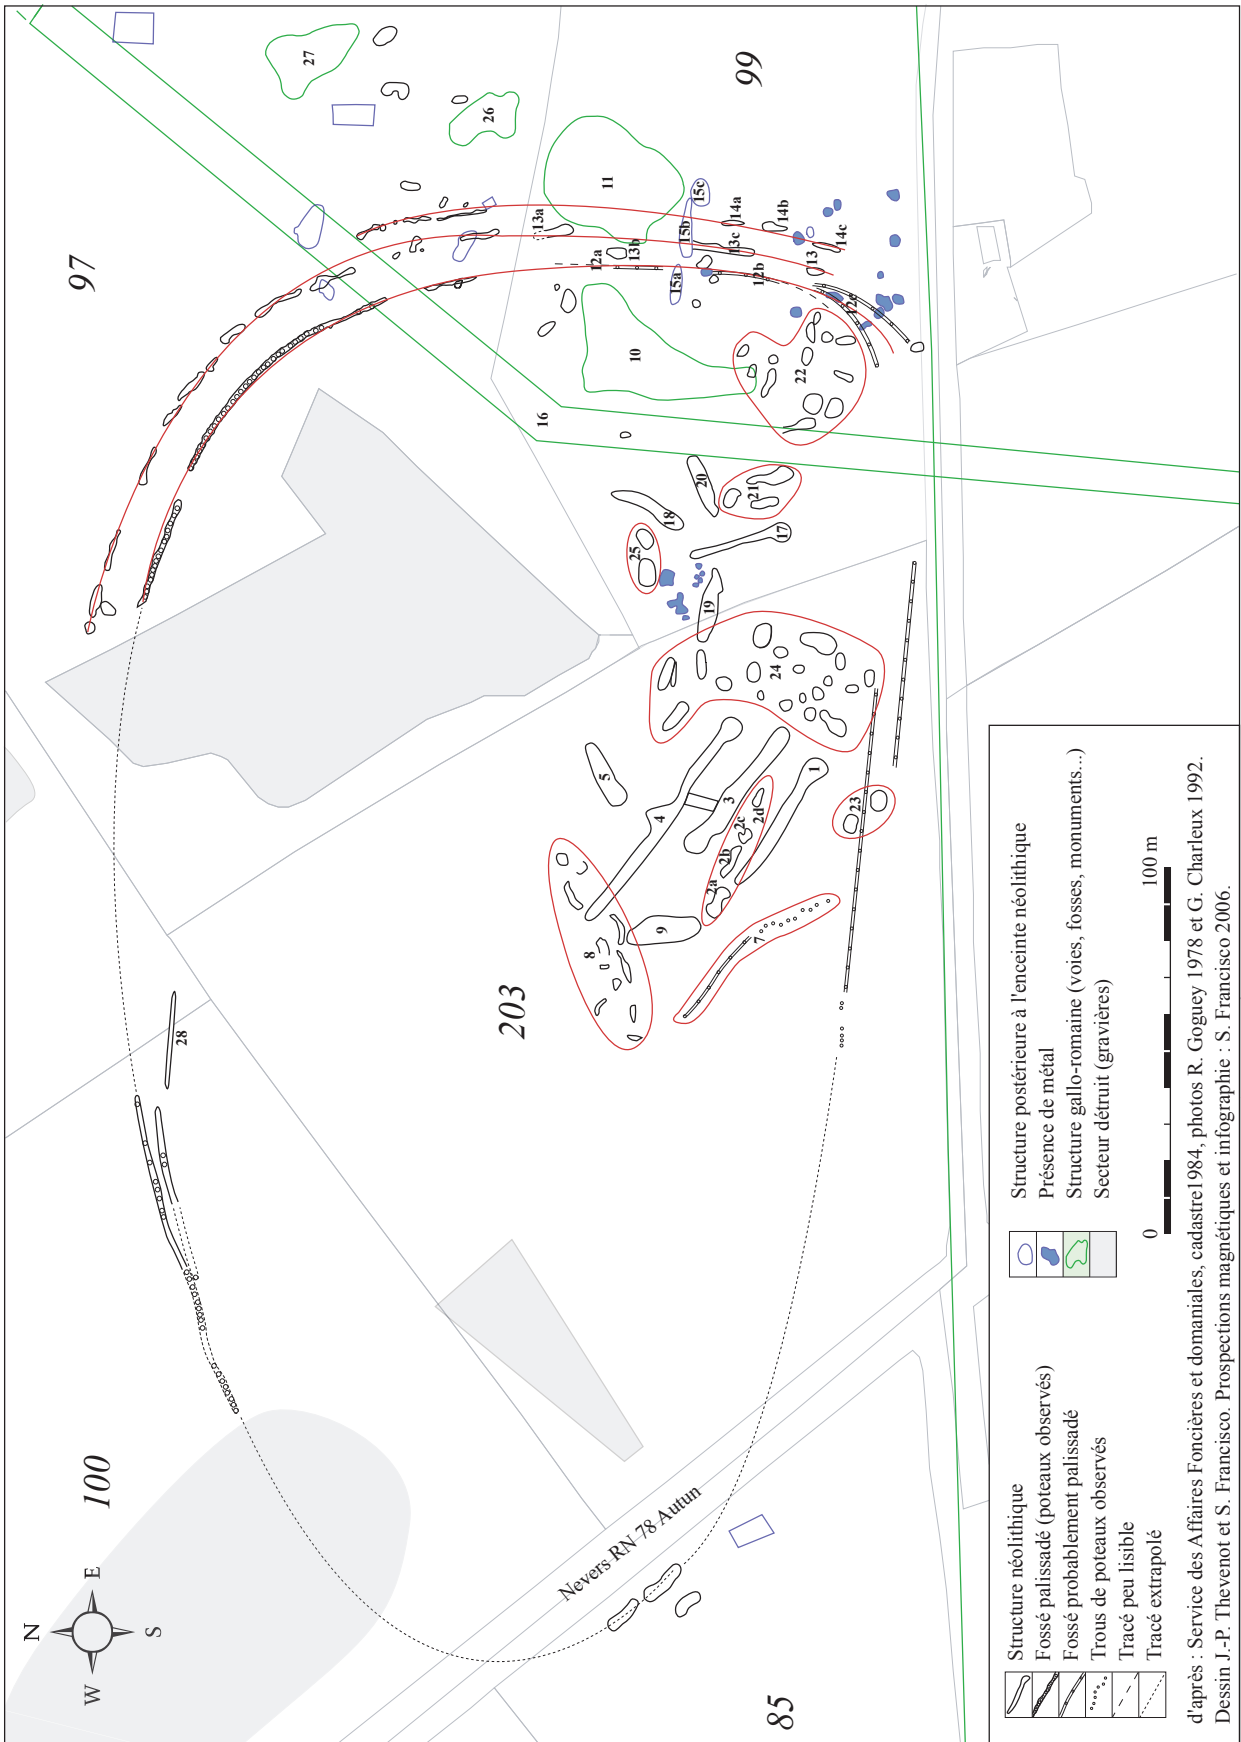 N
W
E
S
100
97
99
203
85
27
26
11
10
16
13a
12a
13b
15a
15b
15c
13c
14a
14b
14c
12b
13
12c
22
20
21
18
17
25
19
24
5
4
3
1
2a
2b
2c
2d
23
8
9
7
28
Nevers RN 78 Autun
Structure néolithique
Fossé palissadé (poteaux observés)
Fossé probablement palissadé
Trous de poteaux observés
Tracé peu lisible
Tracé extrapolé
Structure postérieure à l'enceinte néolithique
Présence de métal
Structure gallo-romaine (voies, fosses, monuments...)
Secteur détruit (gravières)
0
100 m
d'après : Service des Affaires Foncières et domaniales, cadastre1984, photos R. Goguey 1978 et G. Charleux 1992.
Dessin J.-P. Thevenot et S. Francisco. Prospections magnétiques et infographie : S. Francisco 2006.